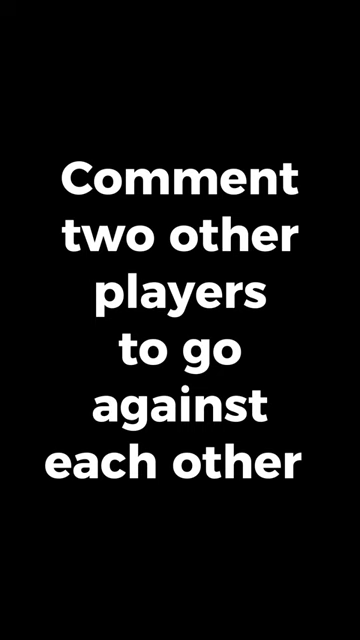 Comment
two other
players
to go
against
each other